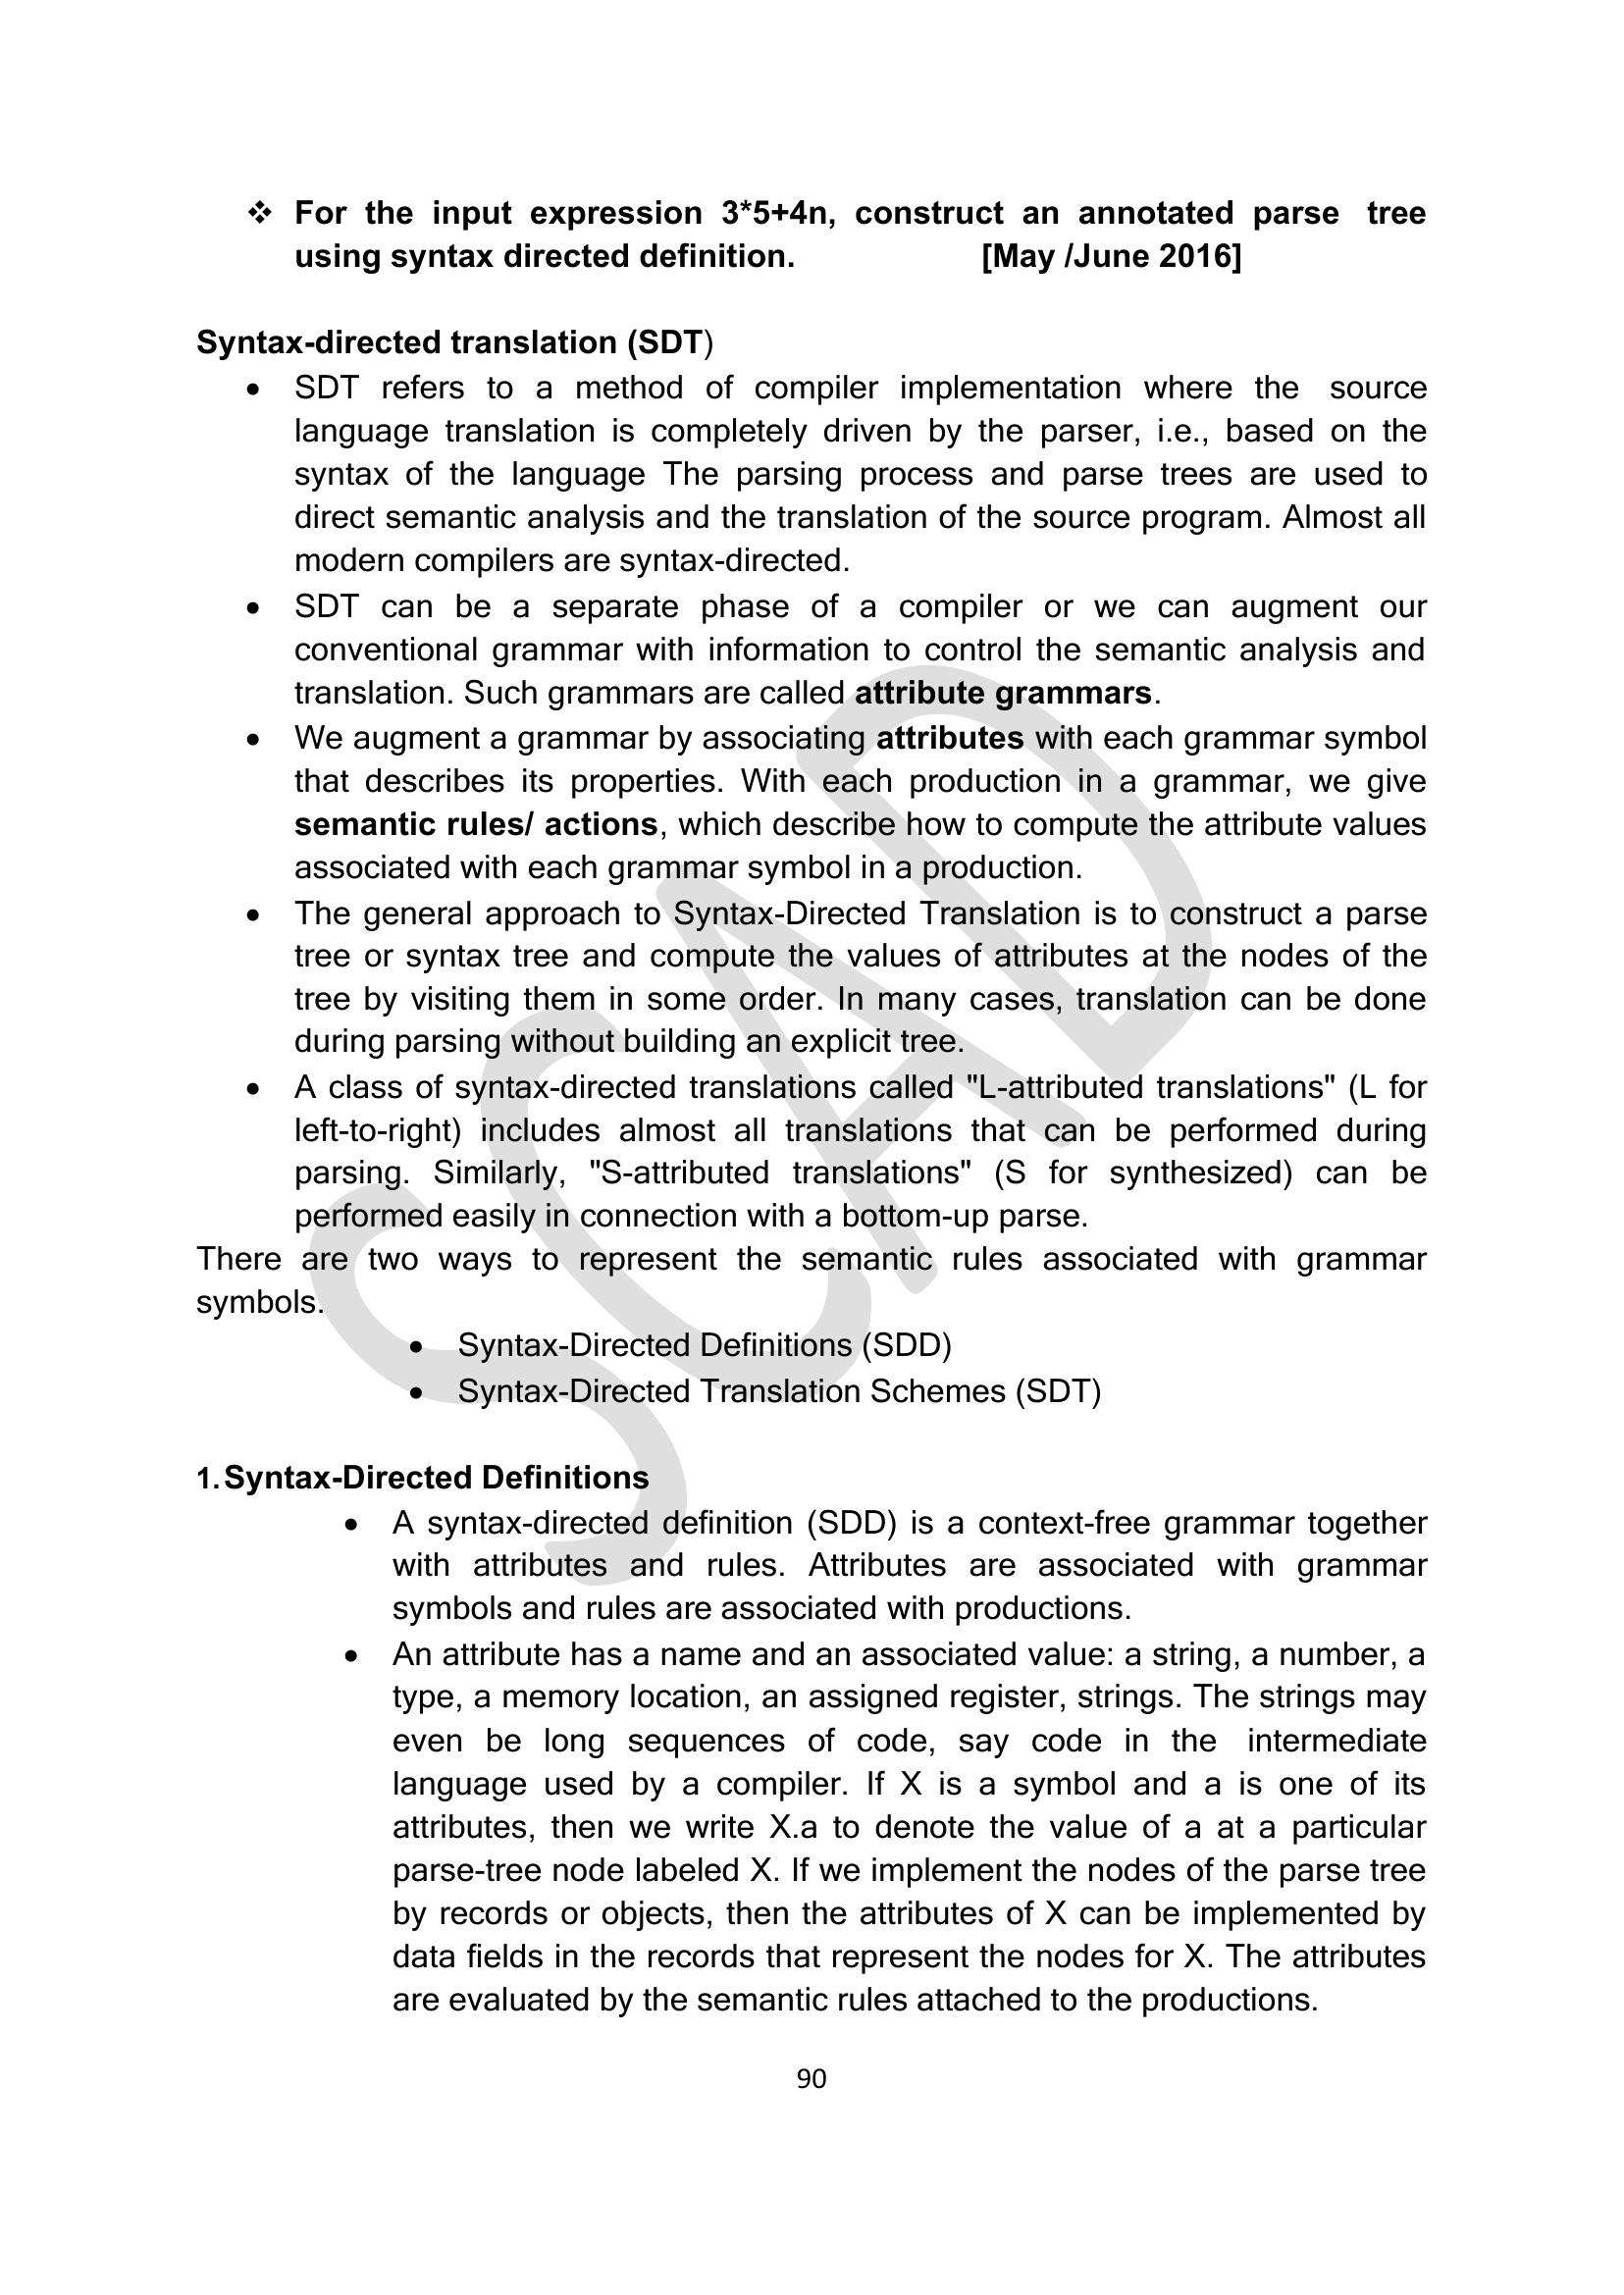 ❖ For the input expression 3*5+4n, construct an annotated parse tree
using syntax directed definition. [May /June 2016]
Syntax-directed translation (SDT)
• SDT refers to a method of compiler implementation where the source
language translation is completely driven by the parser, i.e., based on the
syntax of the language The parsing process and parse trees are used to
direct semantic analysis and the translation of the source program. Almost all
modern compilers are syntax-directed.
• SDT can be a separate phase of a compiler or we can augment our
conventional grammar with information to control the semantic analysis and
translation. Such grammars are called attribute grammars.
• We augment a grammar by associating attributes with each grammar symbol
that describes its properties. With each production in a grammar, we give
semantic rules/ actions, which describe how to compute the attribute values
associated with each grammar symbol in a production.
• The general approach to Syntax-Directed Translation is to construct a parse
tree or syntax tree and compute the values of attributes at the nodes of the
tree by visiting them in some order. In many cases, translation can be done
during parsing without building an explicit tree.
• A class of syntax-directed translations called "L-attributed translations" (L for
left-to-right) includes almost all translations that can be performed during
parsing. Similarly, "S-attributed translations" (S for synthesized) can be
performed easily in connection with a bottom-up parse.
There are two ways to represent the semantic rules associated with grammar
symbols.
• Syntax-Directed Definitions (SDD)
• Syntax-Directed Translation Schemes (SDT)
1. Syntax-Directed Definitions
• A syntax-directed definition (SDD) is a context-free grammar together
with attributes and rules. Attributes are associated with grammar
symbols and rules are associated with productions.
• An attribute has a name and an associated value: a string, a number, a
type, a memory location, an assigned register, strings. The strings may
even be long sequences of code, say code in the intermediate
language used by a compiler. If X is a symbol and a is one of its
attributes, then we write X.a to denote the value of a at a particular
parse-tree node labeled X. If we implement the nodes of the parse tree
by records or objects, then the attributes of X can be implemented by
data fields in the records that represent the nodes for X. The attributes
are evaluated by the semantic rules attached to the productions.
90
SCAD